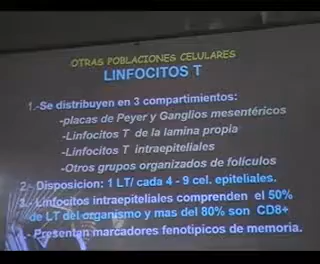 OTRAS POBLACIONES CELULARES
LINFOCITOS T
1.-Se distribuyen en 3 compartimientos:
-placas de Peyer y Ganglios mesentéricos
-Linfocitos T de la lamina propia
-Linfocitos T intraepiteliales
-Otros grupos organizados de folículos
2.- Disposicion: 1 LT/ cada 4 - 9 cel. epiteliales.
3.- Linfocitos intraepiteliales comprenden el 50%
de LT del organismo y mas del 80% son CD8+
.- Presentan marcadores fenotipicos de memoria.